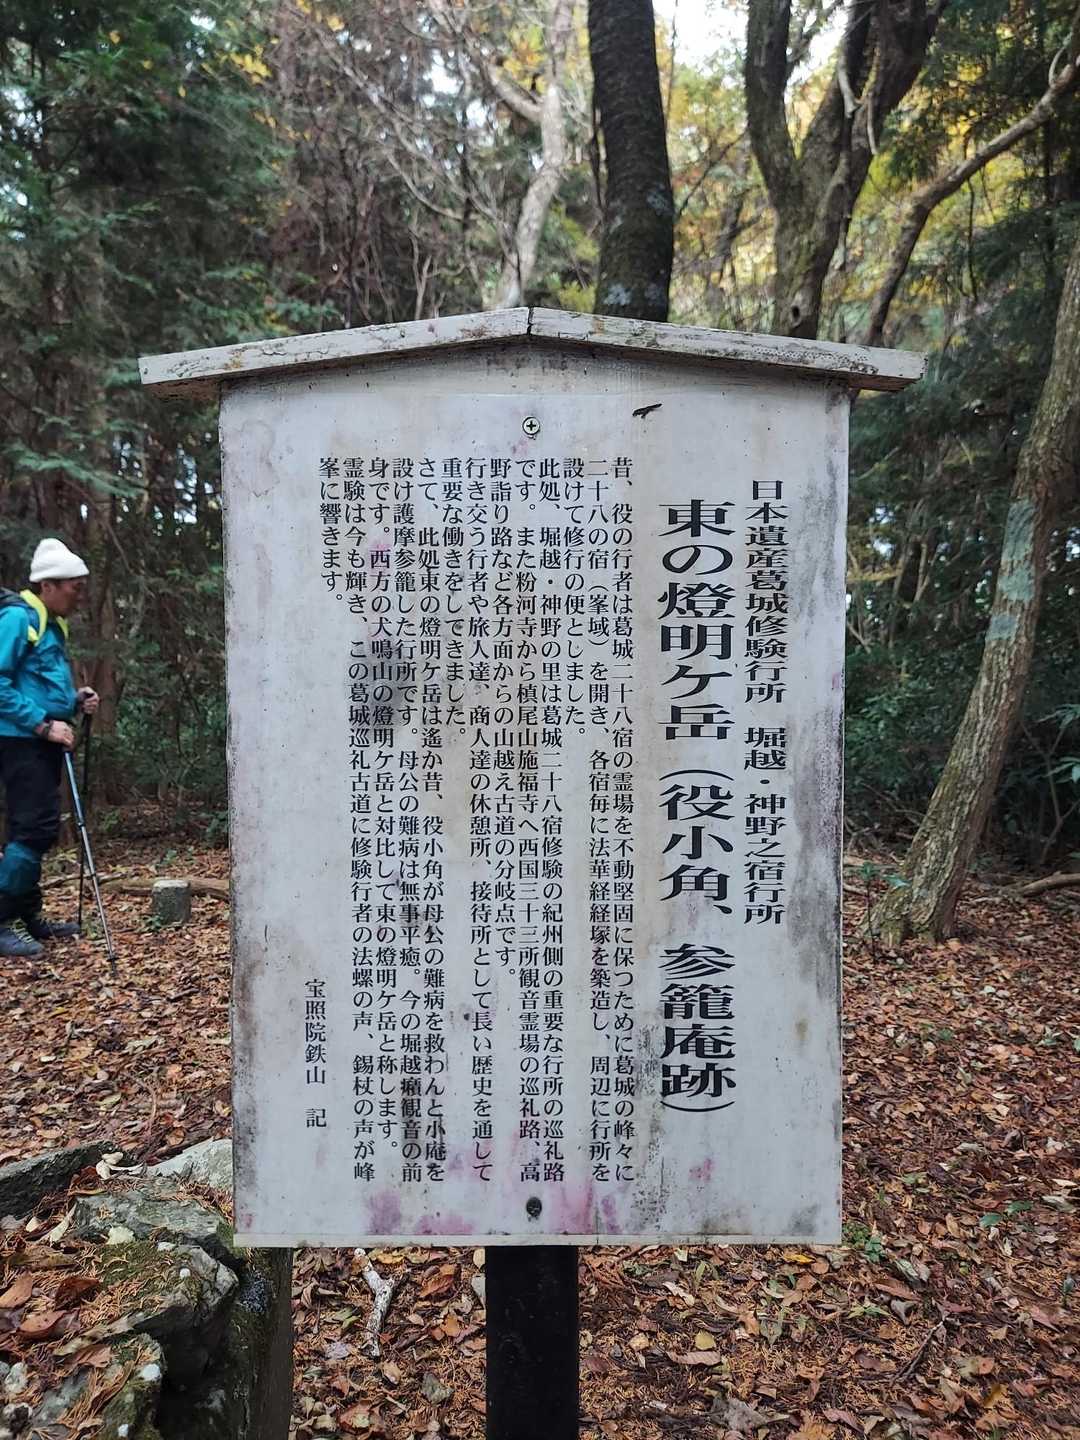 日本遺産葛城修験行所　堀越・神野之宿行所
東の燈明ケ岳（役小角、参籠庵跡）
昔、役の行者は葛城二十八宿の霊場を不動堅固に保つために葛城の峰々に
二十八の宿（峯域）を開き、各宿毎に法華経経塚を築造し、周辺に行所を
設けて修行の便としました。
此処、堀越・神野の里は葛城二十八宿修験の紀州側の重要な行所の巡礼路
です。また粉河寺から槙尾山施福寺へ西国三十三所観音霊場の巡礼路、高
野詣り路など各方面からの山越え古道の分岐点です。
行き交う行者や旅人達、商人達の休憩所、接待所として長い歴史を通して
重要な働きをしてきました。
さて、此処東の燈明ケ岳は遙か昔、役小角が母公の難病を救わんと小庵を
設け護摩参籠した行所です。母公の難病は無事平癒。今の堀越癪観音の前
身です。西方の犬鳴山の燈明ケ岳と対比して東の燈明ケ岳と称します。
霊験は今も輝き、この葛城巡礼古道に修験行者の法螺の声、錫杖の声が峰
峯に響きます。
宝照院鉄山　記